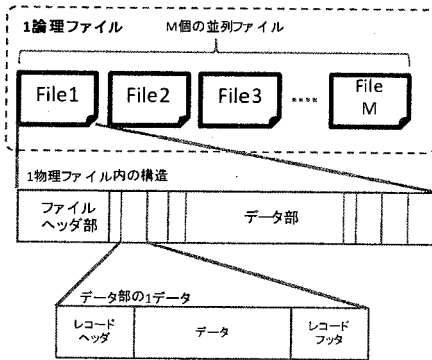 1論理ファイル
M個の並列ファイル
File1
File2
File3
File
M
1物理ファイル内の構造
ファイル
ヘッダ部
データ部
データ部の1データ
レコード
ヘッダ
データ
レコード
フッタ